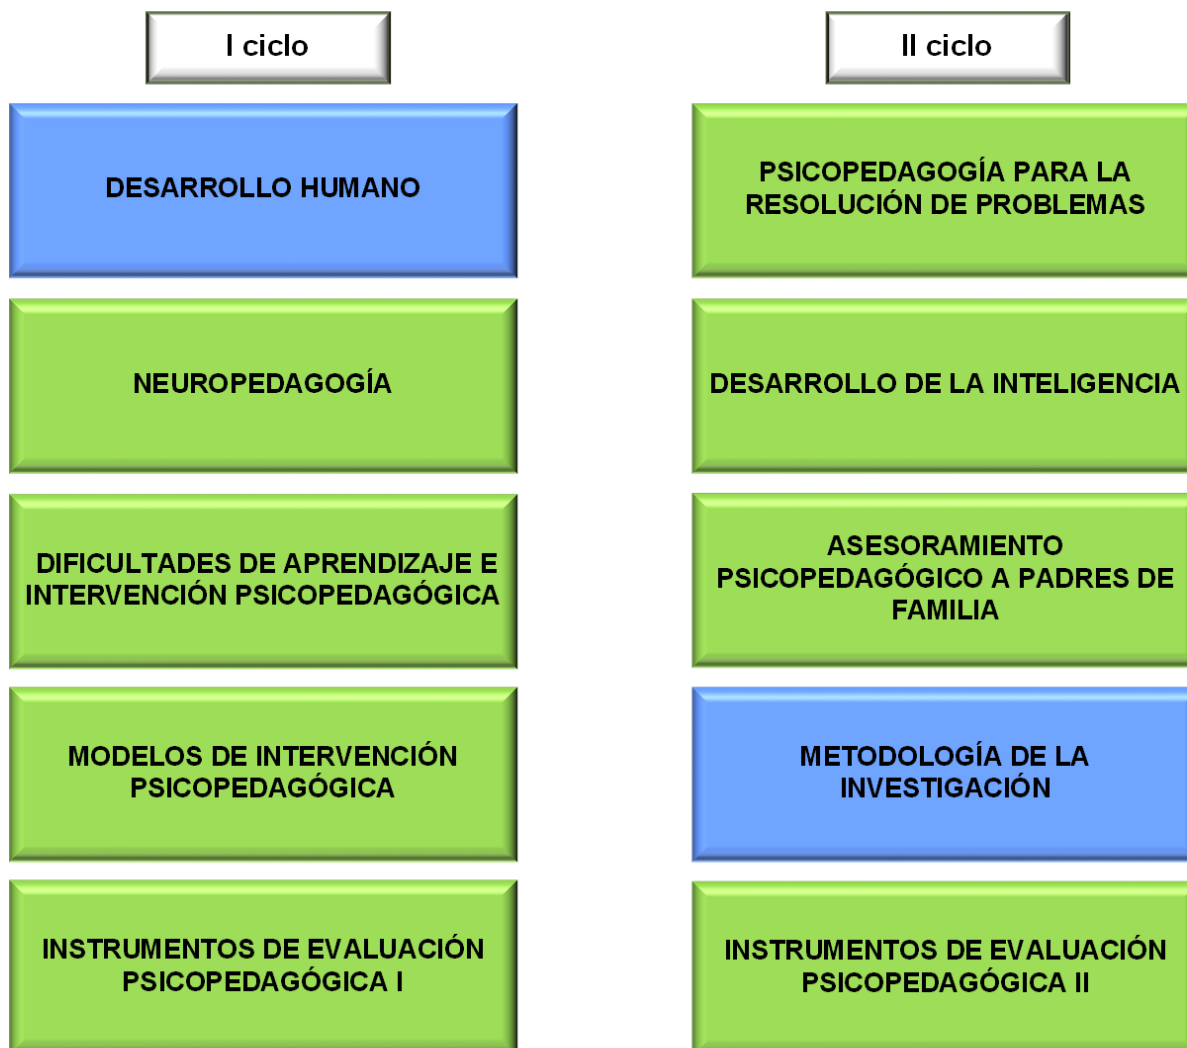 I ciclo
DESARROLLO HUMANO
NEUROPEDAGOGÍA
DIFICULTADES DE APRENDIZAJE E
INTERVENCIÓN PSICOPEDAGÓGICA
MODELOS DE INTERVENCIÓN
PSICOPEDAGÓGICA
INSTRUMENTOS DE EVALUACIÓN
PSICOPEDAGÓGICA I
II ciclo
PSICOPEDAGOGÍA PARA LA
RESOLUCIÓN DE PROBLEMAS
DESARROLLO DE LA INTELIGENCIA
ASESORAMIENTO
PSICOPEDAGÓGICO A PADRES DE
FAMILIA
METODOLOGÍA DE LA
INVESTIGACIÓN
INSTRUMENTOS DE EVALUACIÓN
PSICOPEDAGÓGICA II